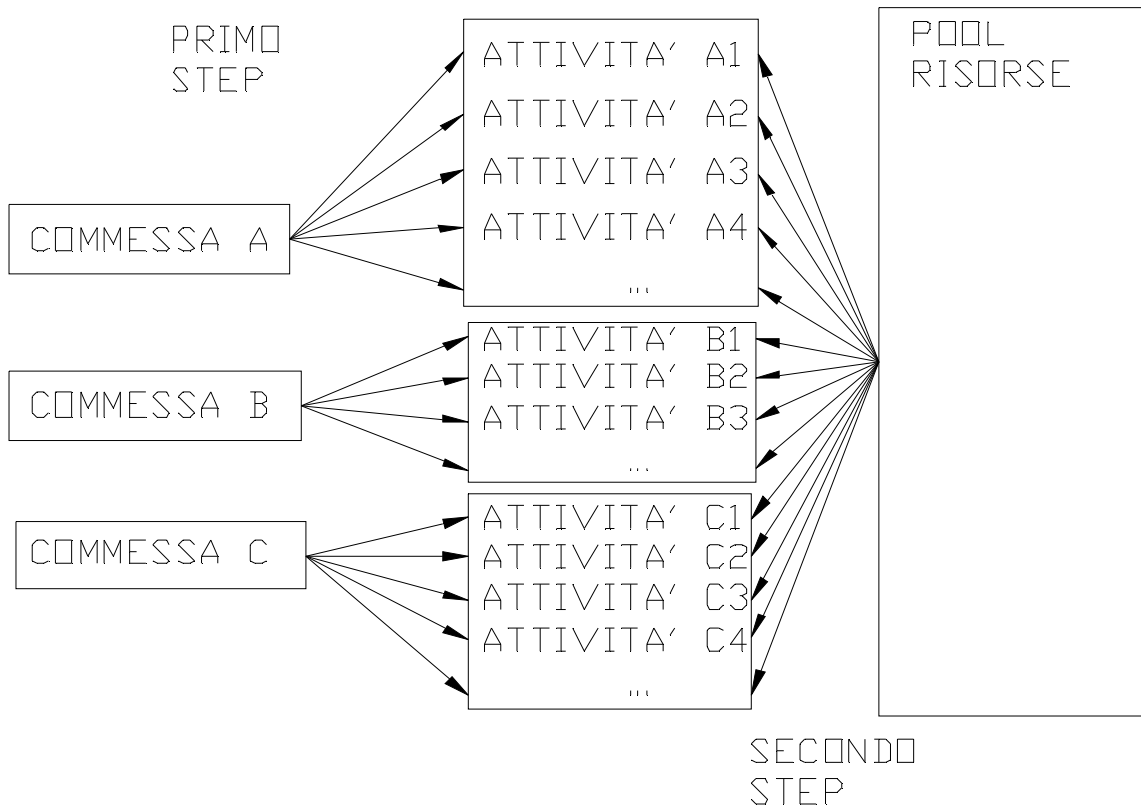 PRIMO
STEP
COMMESSA A
ATTIVITA' A1
ATTIVITA' A2
ATTIVITA' A3
ATTIVITA' A4
...
COMMESSA B
ATTIVITA' B1
ATTIVITA' B2
ATTIVITA' B3
...
COMMESSA C
ATTIVITA' C1
ATTIVITA' C2
ATTIVITA' C3
ATTIVITA' C4
...
POOL
RISORSE
SECONDO
STEP